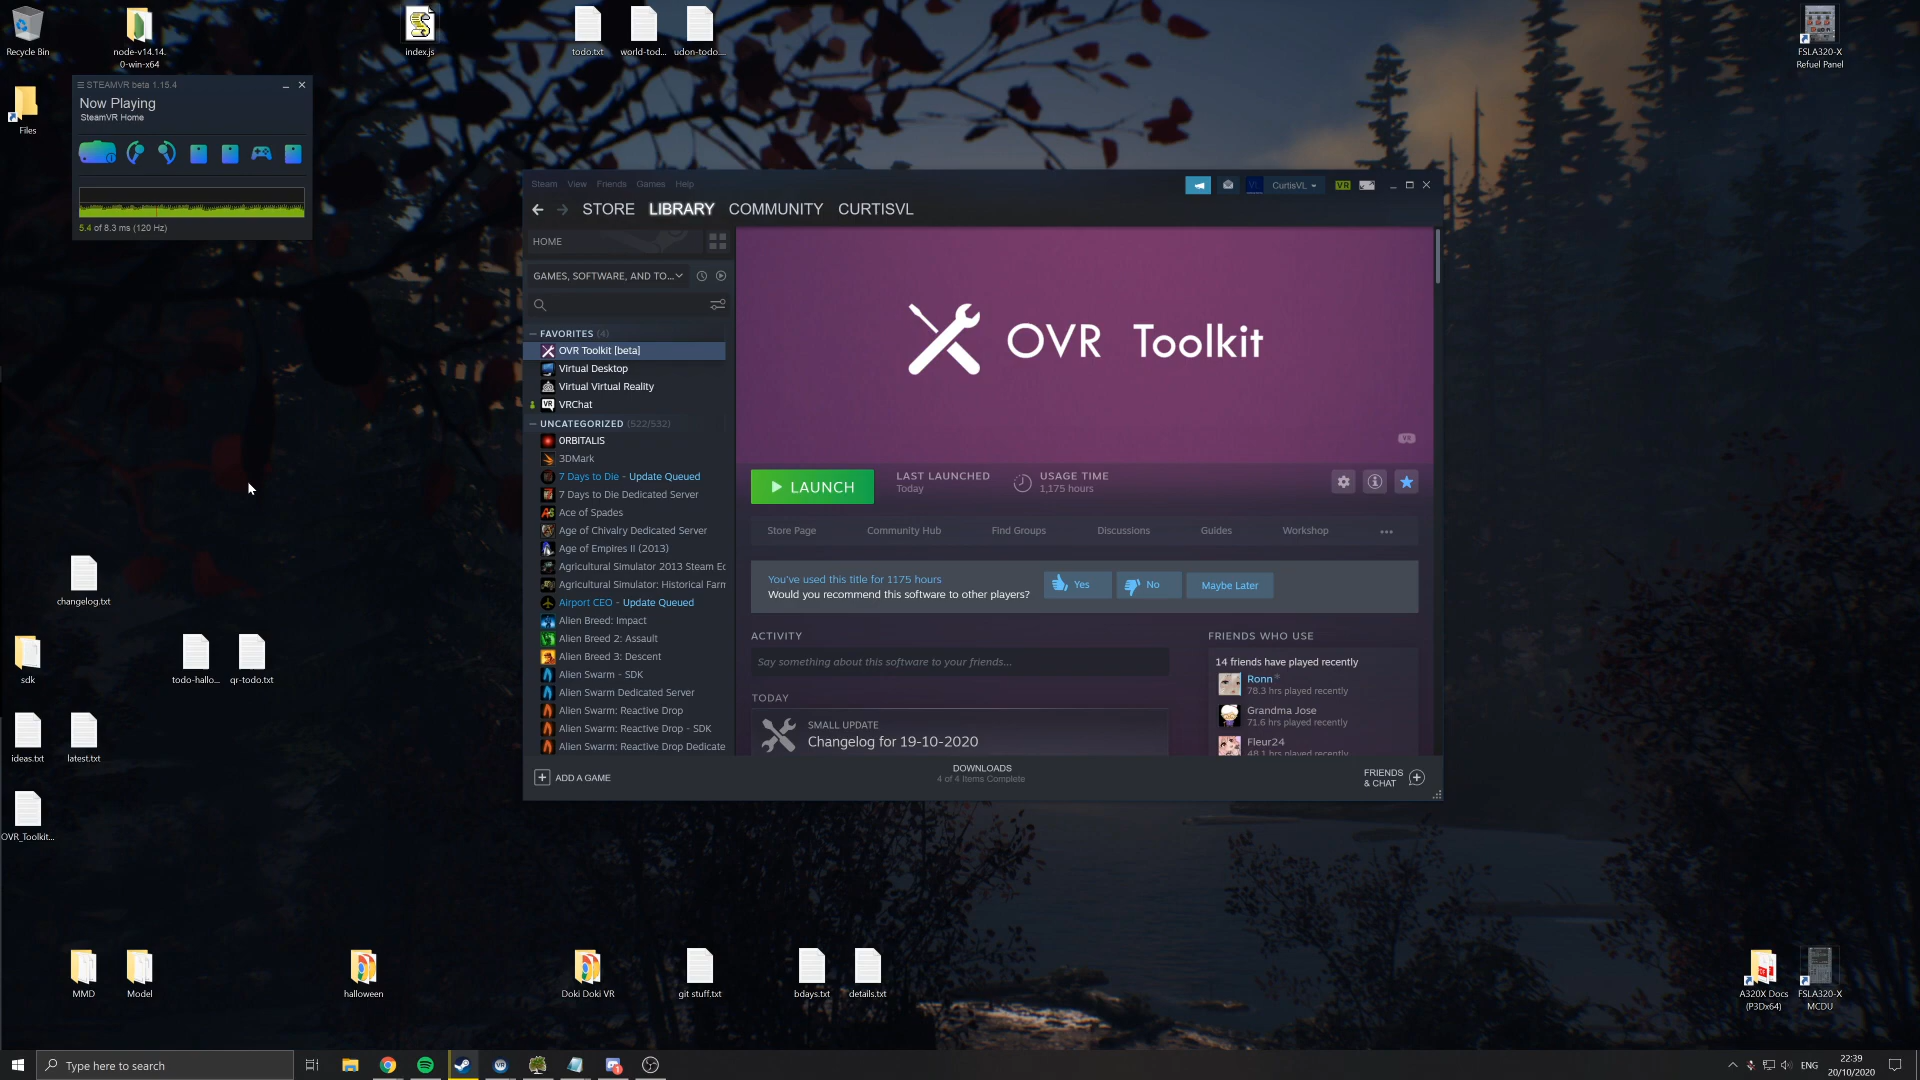 Recycle Bin
node-v14.14.
0-win-x64
index.js
todo.txt
world-tod...
udon-todo....
FSLA320-X
Refuel Panel
Files
STEAMVR beta 1.15.4
Now Playing
SteamVR Home
5.4 of 8.3 ms (120 Hz)
Steam View Friends Games Help
CurtisVL
VR
STORE LIBRARY COMMUNITY CURTISVL
HOME
GAMES, SOFTWARE, AND TO...
FAVORITES (4)
OVR Toolkit [beta]
Virtual Desktop
Virtual Virtual Reality
VRChat
UNCATEGORIZED (522/532)
0RBITALIS
3DMark
7 Days to Die - Update Queued
7 Days to Die Dedicated Server
Ace of Spades
Age of Chivalry Dedicated Server
Age of Empires II (2013)
Agricultural Simulator 2013 Steam Ec
Agricultural Simulator: Historical Farm
Airport CEO - Update Queued
Alien Breed: Impact
Alien Breed 2: Assault
Alien Breed 3: Descent
Alien Swarm - SDK
Alien Swarm Dedicated Server
Alien Swarm: Reactive Drop
Alien Swarm: Reactive Drop - SDK
Alien Swarm: Reactive Drop Dedicate
OVR Toolkit
VR
LAUNCH
LAST LAUNCHED
Today
USAGE TIME
1,175 hours
Store Page Community Hub Find Groups Discussions Guides Workshop
You've used this title for 1175 hours
Would you recommend this software to other players?
Yes
No
Maybe Later
ACTIVITY
Say something about this software to your friends...
TODAY
SMALL UPDATE
Changelog for 19-10-2020
FRIENDS WHO USE
14 friends have played recently
Ronn*
78.3 hrs played recently
Grandma Jose
71.6 hrs played recently
Fleur24
48.1 hrs played recently
ADD A GAME
DOWNLOADS
4 of 4 Items Complete
FRIENDS
& CHAT
changelog.txt
sdk
todo-hallo...
qr-todo.txt
ideas.txt
latest.txt
OVR_Toolkit...
MMD
Model
halloween
Doki Doki VR
git stuff.txt
bdays.txt
details.txt
A320X Docs
(P3Dx64)
FSLA320-X
MCDU
Type here to search
ENG
22:39
20/10/2020